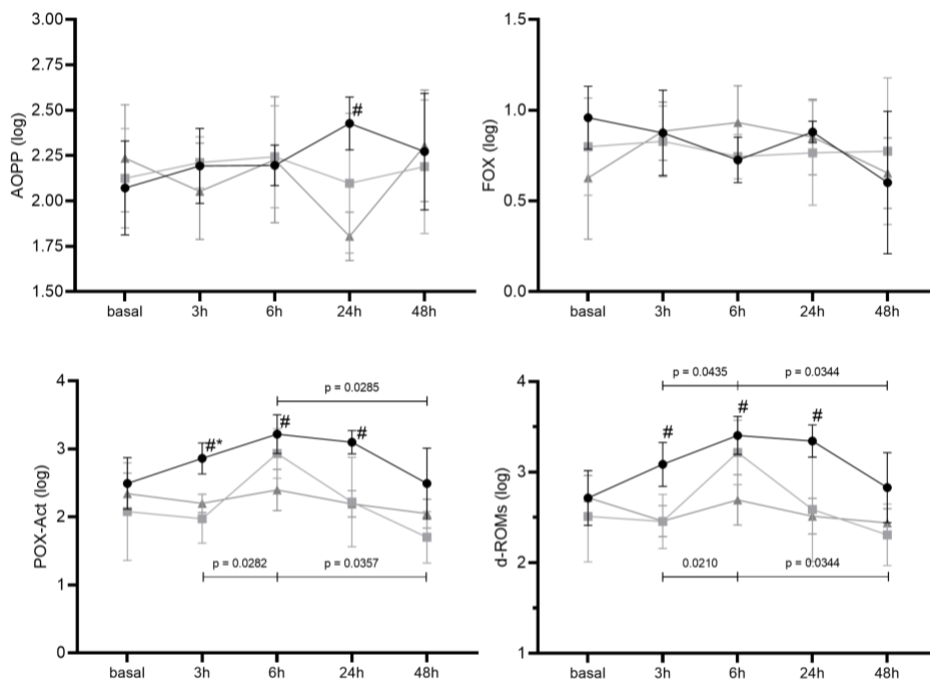 AOPP (log)
3.00
2.75
2.50
2.25
2.00
1.75
1.50
#
basal 3h 6h 24h 48h
FOX (log)
1.5
1.0
0.5
0.0
basal 3h 6h 24h 48h
POX-Act (log)
4
3
2
1
0
p = 0.0285
#*
#
#
p = 0.0282
p = 0.0357
basal 3h 6h 24h 48h
d-ROMs (log)
4
3
2
1
p = 0.0435
p = 0.0344
#
#
#
0.0210
p = 0.0344
basal 3h 6h 24h 48h